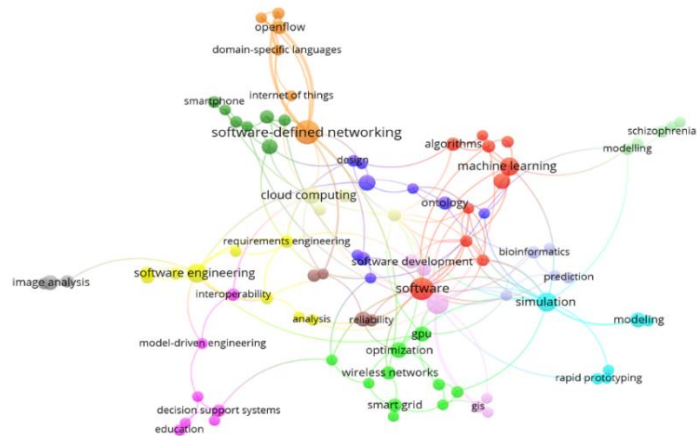 openflow
domain-specific languages
internet of things
smartphone
software-defined networking
schizophrenia
algorithms
modelling
design
machine learning
cloud computing
ontology
requirements engineering
bioinformatics
software development
software engineering
prediction
image analysis
interoperability
software
simulation
analysis
reliability
modeling
gpu
model-driven engineering
optimization
wireless networks
rapid prototyping
smart grid
gis
decision support systems
education